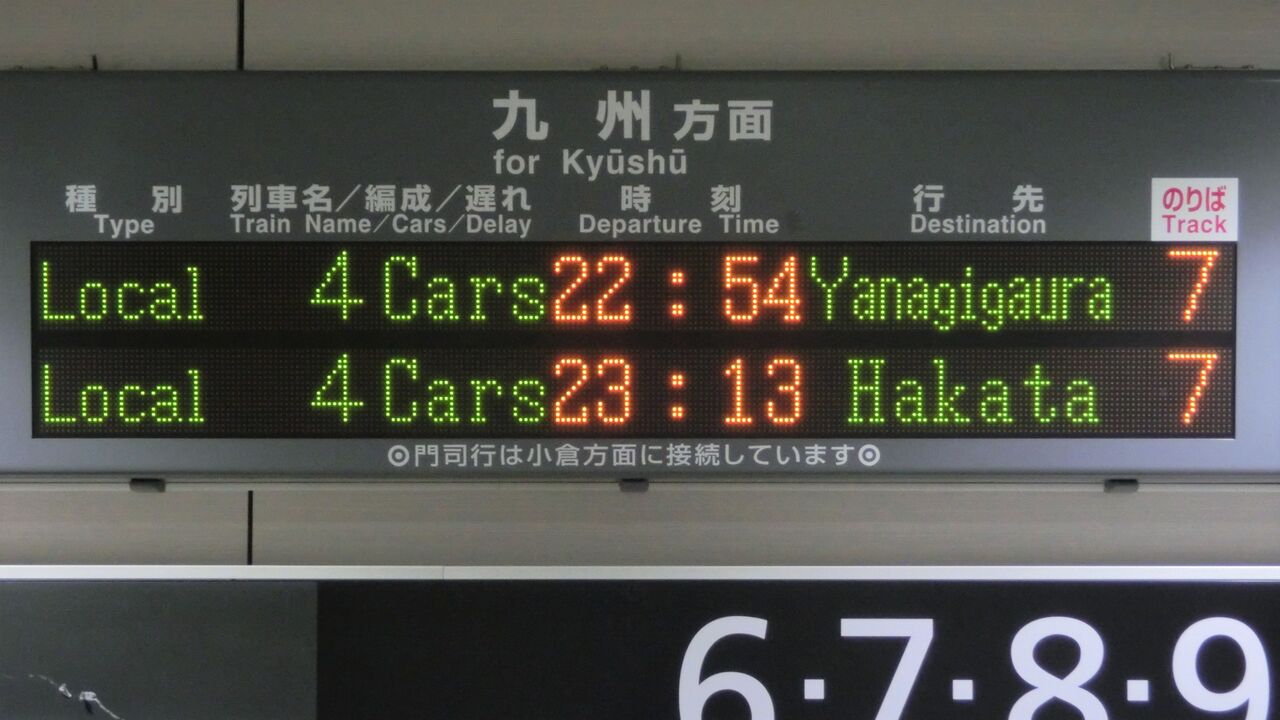 九州方面
for Kyūshū
種別 列車名／編成／遅れ 時刻 行先 のりば
Type Train Name／Cars／Delay Departure Time Destination Track
Local 4 Cars 22:54 Yanagigaura 7
Local 4 Cars 23:13 Hakata 7
◎門司行は小倉方面に接続しています◎
6・7・8・9